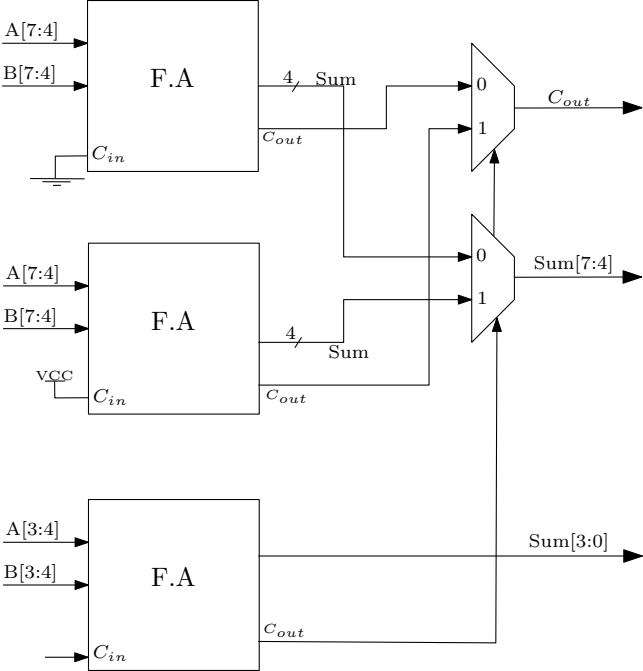 A[7:4]
B[7:4]
F.A
C_in
4
Sum
C_out
0
1
C_out
A[7:4]
B[7:4]
F.A
VCC
C_in
4
Sum
C_out
0
1
Sum[7:4]
A[3:4]
B[3:4]
F.A
C_in
C_out
Sum[3:0]